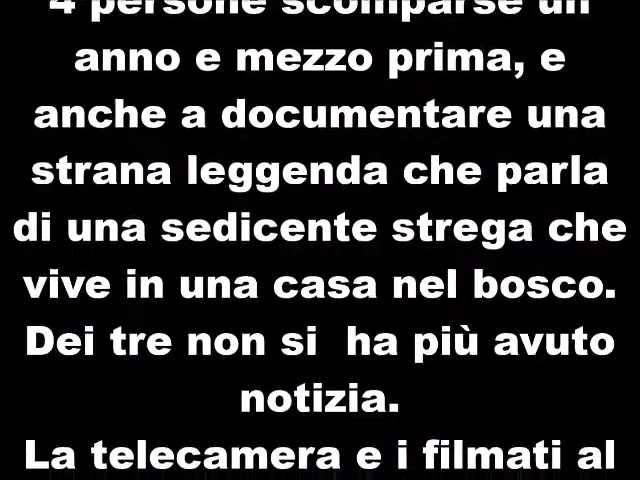 4 persone scomparse un
anno e mezzo prima, e
anche a documentare una
strana leggenda che parla
di una sedicente strega che
vive in una casa nel bosco.
Dei tre non si  ha più avuto
notizia.
La telecamera e i filmati al